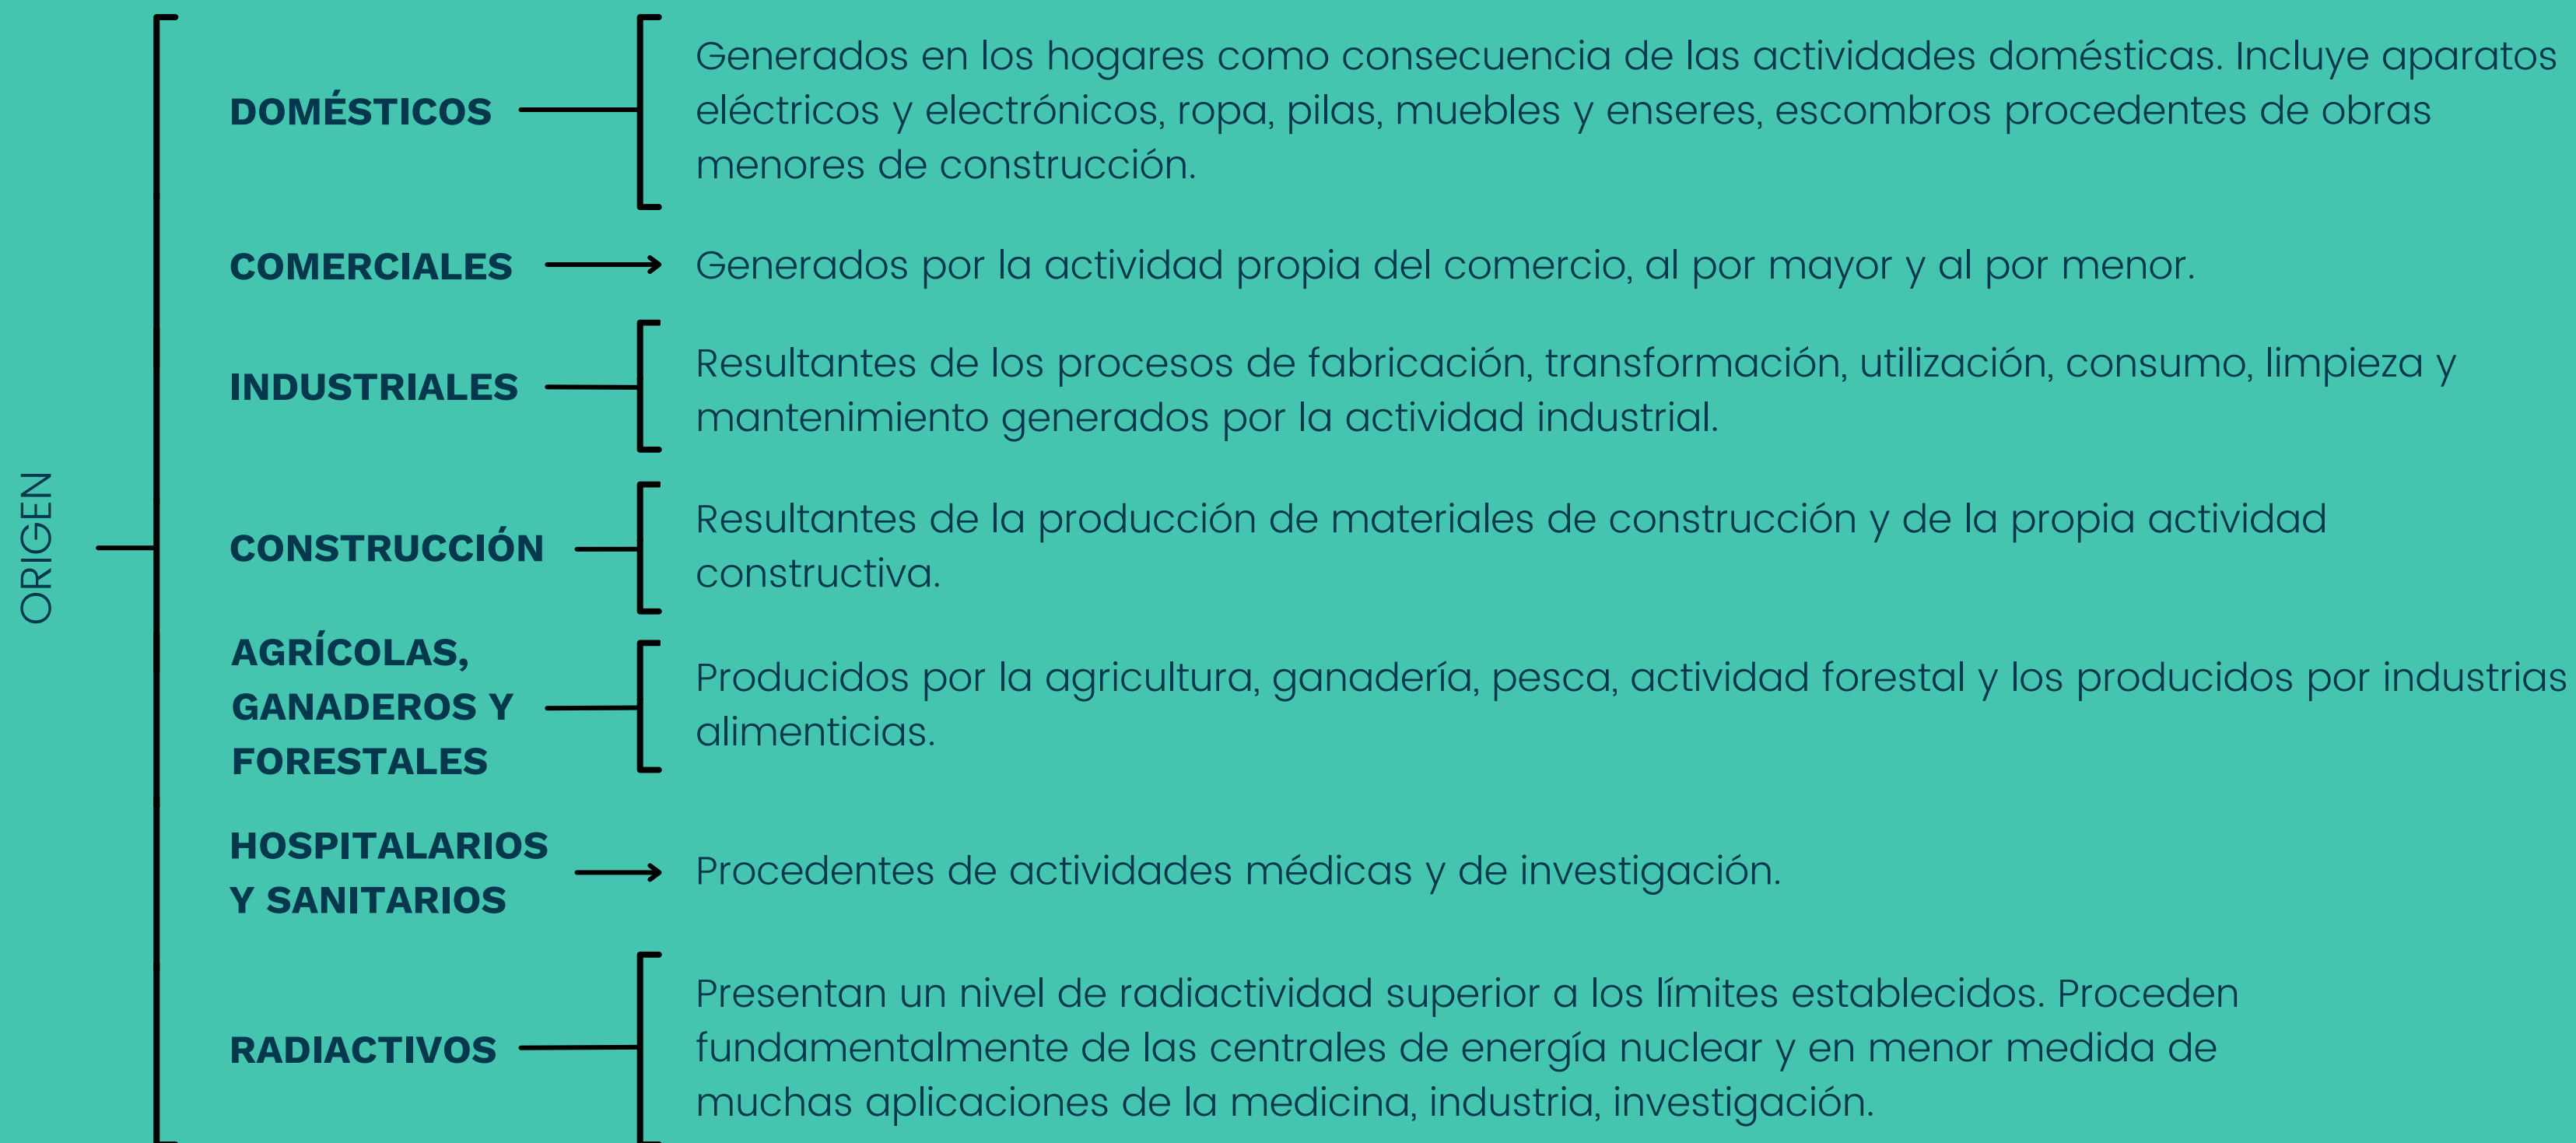 ORIGEN
DOMÉSTICOS
Generados en los hogares como consecuencia de las actividades domésticas. Incluye aparatos
eléctricos y electrónicos, ropa, pilas, muebles y enseres, escombros procedentes de obras
menores de construcción.
COMERCIALES
Generados por la actividad propia del comercio, al por mayor y al por menor.
INDUSTRIALES
Resultantes de los procesos de fabricación, transformación, utilización, consumo, limpieza y
mantenimiento generados por la actividad industrial.
CONSTRUCCIÓN
Resultantes de la producción de materiales de construcción y de la propia actividad
constructiva.
AGRÍCOLAS,
GANADEROS Y
FORESTALES
Producidos por la agricultura, ganadería, pesca, actividad forestal y los producidos por industrias
alimenticias.
HOSPITALARIOS
Y SANITARIOS
Procedentes de actividades médicas y de investigación.
RADIACTIVOS
Presentan un nivel de radiactividad superior a los límites establecidos. Proceden
fundamentalmente de las centrales de energía nuclear y en menor medida de
muchas aplicaciones de la medicina, industria, investigación.